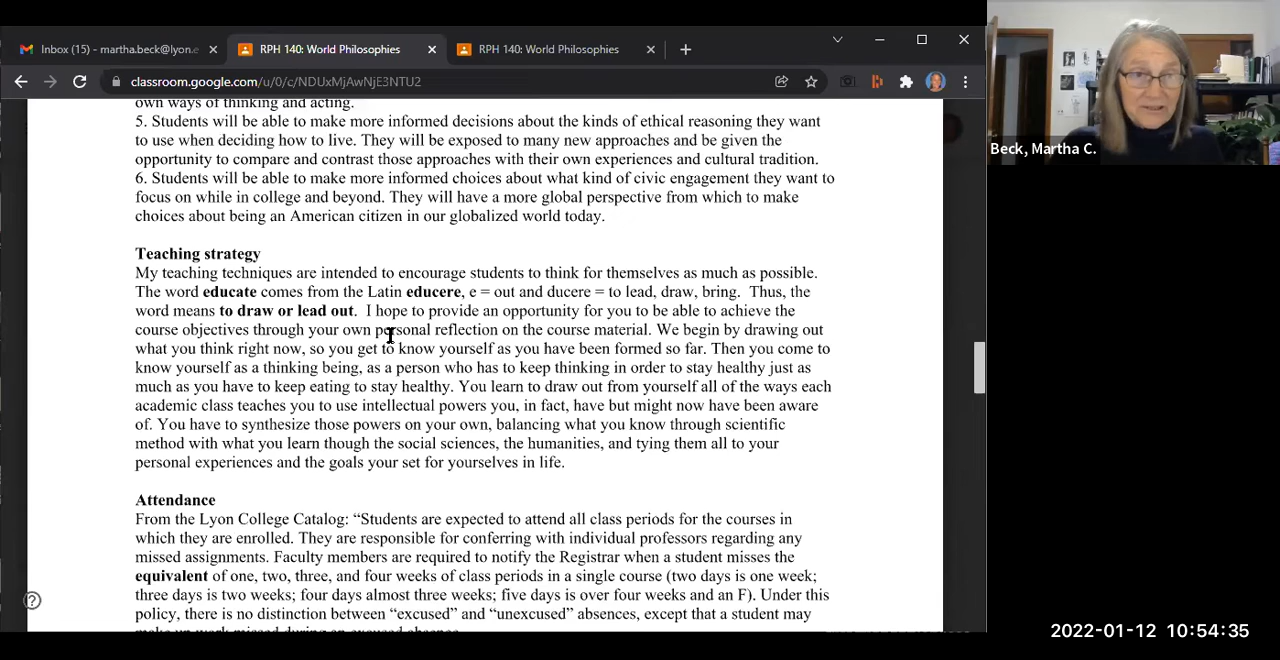 Inbox (15) - martha.beck@lyon.e
RPH 140: World Philosophies
RPH 140: World Philosophies
classroom.google.com/u/0/c/NDUxMjAwNjE3NTU2
Beck, Martha C.
own ways of thinking and acting.
5. Students will be able to make more informed decisions about the kinds of ethical reasoning they want
to use when deciding how to live. They will be exposed to many new approaches and be given the
opportunity to compare and contrast those approaches with their own experiences and cultural tradition.
6. Students will be able to make more informed choices about what kind of civic engagement they want to
focus on while in college and beyond. They will have a more global perspective from which to make
choices about being an American citizen in our globalized world today.
Teaching strategy
My teaching techniques are intended to encourage students to think for themselves as much as possible.
The word educate comes from the Latin educere, e = out and ducere = to lead, draw, bring. Thus, the
word means to draw or lead out. I hope to provide an opportunity for you to be able to achieve the
course objectives through your own personal reflection on the course material. We begin by drawing out
what you think right now, so you get to know yourself as you have been formed so far. Then you come to
know yourself as a thinking being, as a person who has to keep thinking in order to stay healthy just as
much as you have to keep eating to stay healthy. You learn to draw out from yourself all of the ways each
academic class teaches you to use intellectual powers you, in fact, have but might now have been aware
of. You have to synthesize those powers on your own, balancing what you know through scientific
method with what you learn though the social sciences, the humanities, and tying them all to your
personal experiences and the goals your set for yourselves in life.
Attendance
From the Lyon College Catalog: “Students are expected to attend all class periods for the courses in
which they are enrolled. They are responsible for conferring with individual professors regarding any
missed assignments. Faculty members are required to notify the Registrar when a student misses the
equivalent of one, two, three, and four weeks of class periods in a single course (two days is one week;
three days is two weeks; four days almost three weeks; five days is over four weeks and an F). Under this
policy, there is no distinction between “excused” and “unexcused” absences, except that a student may
make up work missed during an excused absence.
2022-01-12 10:54:35